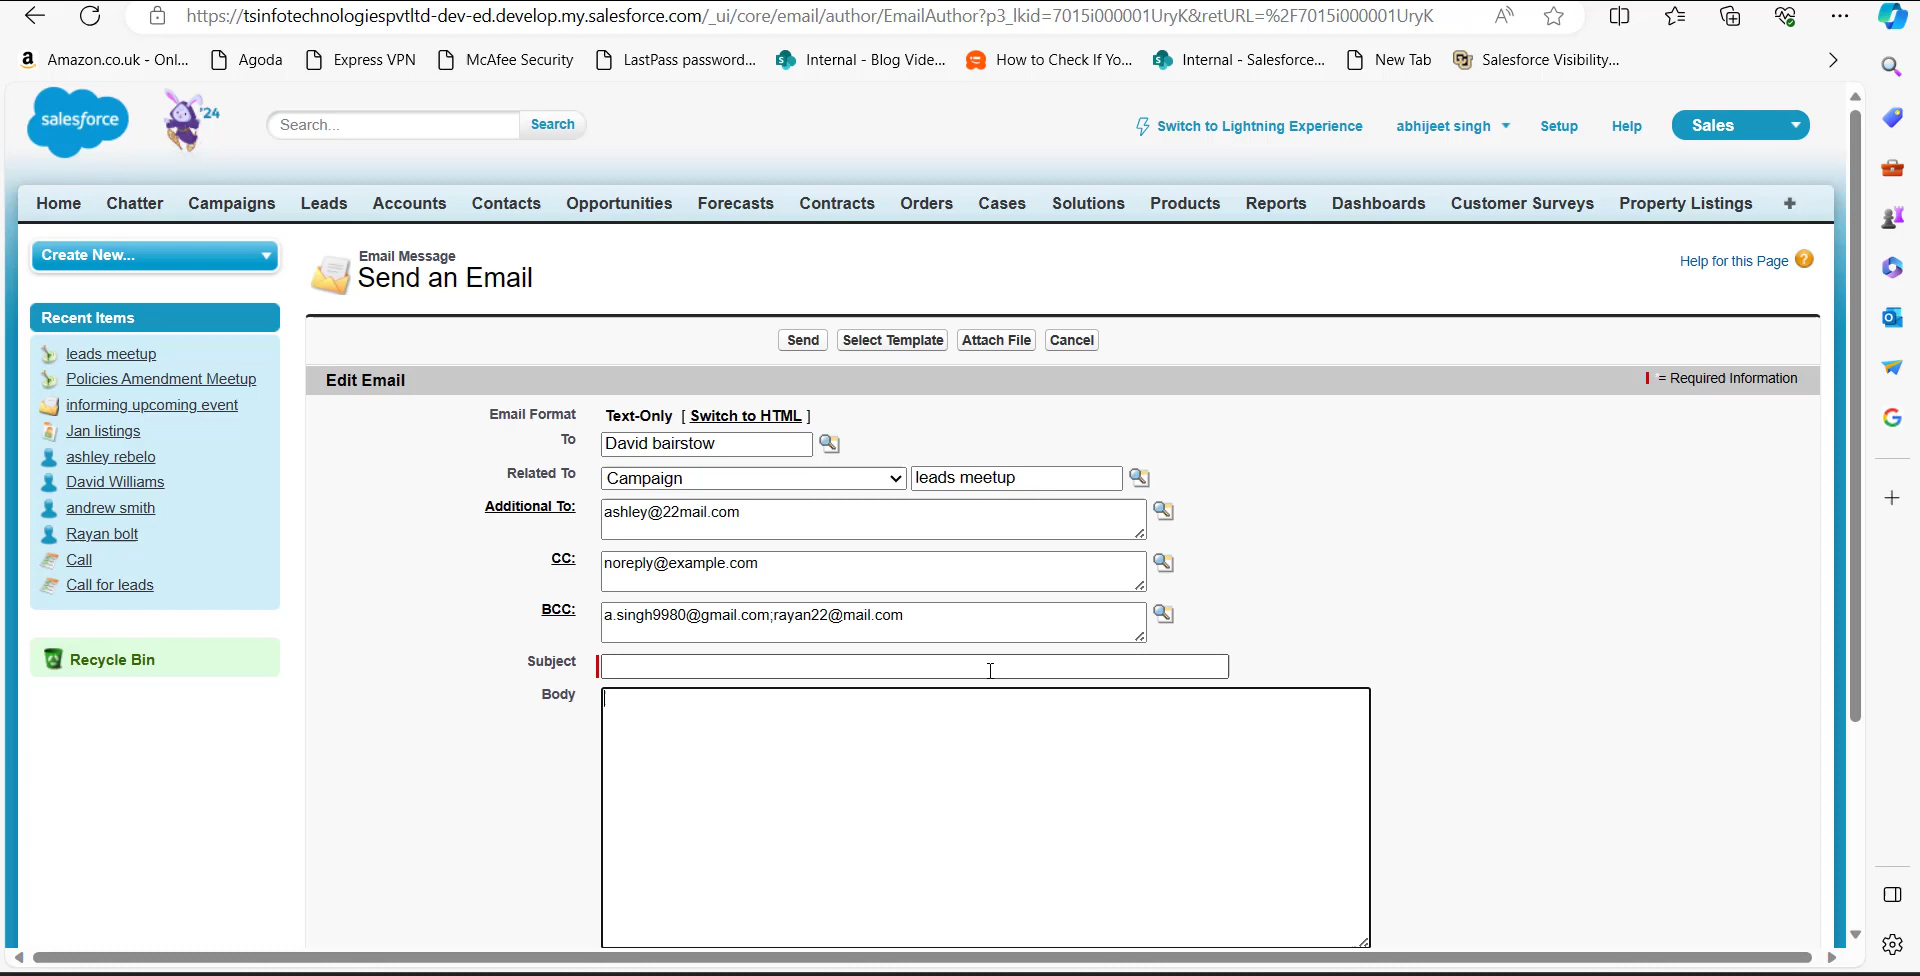 https://tsinfotechnologiespvtltd-dev-ed.develop.my.salesforce.com/_ui/core/email/author/EmailAuthor?p3_lkid=7015i000001UryK&retURL=%2F7015i000001UryK
Amazon.co.uk - Onl... Agoda Express VPN McAfee Security LastPass password... Internal - Blog Vide... How to Check If Yo... Internal - Salesforce... New Tab Salesforce Visibility...
salesforce '24 Search... Search Switch to Lightning Experience abhijeet singh Setup Help Sales
Home Chatter Campaigns Leads Accounts Contacts Opportunities Forecasts Contracts Orders Cases Solutions Products Reports Dashboards Customer Surveys Property Listings +
Create New...
Recent Items
leads meetup
Policies Amendment Meetup
informing upcoming event
Jan listings
ashley rebelo
David Williams
andrew smith
Rayan bolt
Call
Call for leads
Recycle Bin
Email Message
Send an Email
Help for this Page ?
Send Select Template Attach File Cancel
Edit Email = Required Information
Email Format Text-Only [ Switch to HTML ]
To David bairstow
Related To Campaign leads meetup
Additional To: ashley@22mail.com
CC: noreply@example.com
BCC: a.singh9980@gmail.com;rayan22@mail.com
Subject
Body